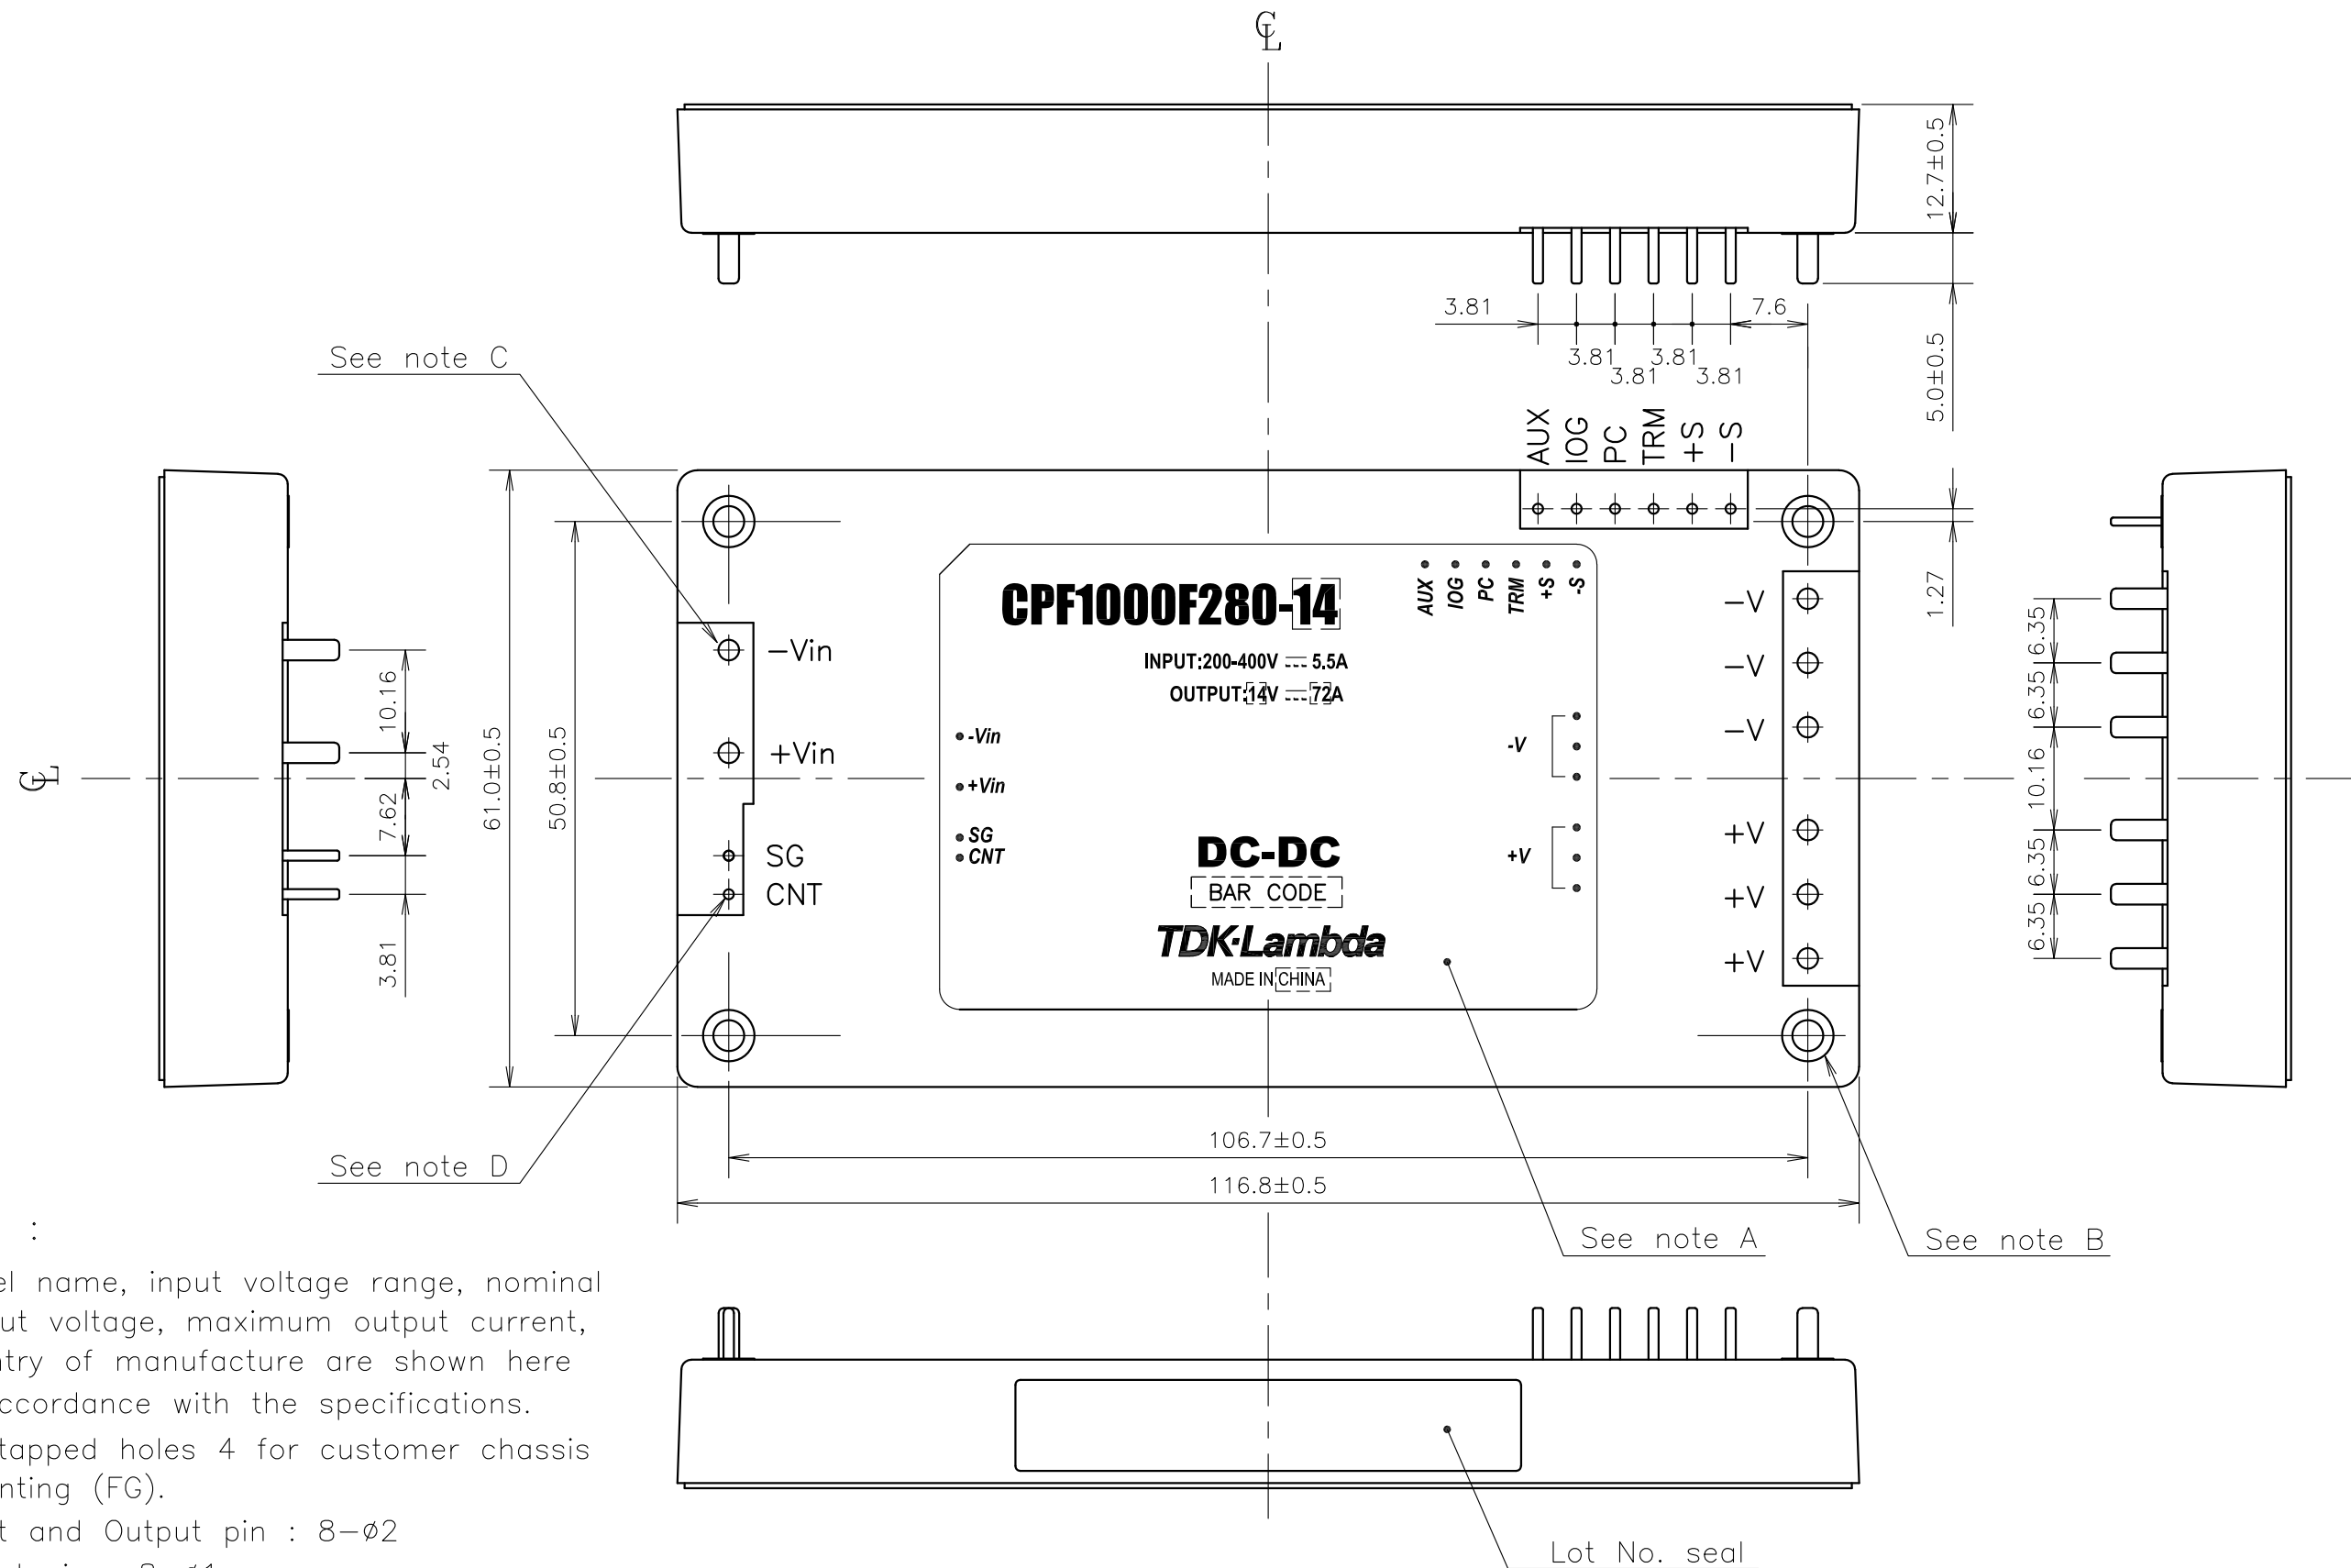 ℄
12.7±0.5
3.81
7.6
3.81
3.81
3.81
3.81
5.0±0.5
See note C
AUX
IOG
PC
TRM
+S
-S
1.27
CPF1000F280-14
INPUT:200-400V 5.5A
OUTPUT:14V 72A
AUX
IOG
PC
TRM
+S
-S
-Vin
+Vin
SG
CNT
-V
+V
DC-DC
BAR CODE
TDK·Lambda
MADE IN CHINA
-Vin
+Vin
SG
CNT
-V
-V
-V
+V
+V
+V
℄
10.16
2.54
7.62
3.81
61.0±0.5
50.8±0.5
6.35
6.35
10.16
6.35
6.35
106.7±0.5
116.8±0.5
See note D
See note A
See note B
:
name, input voltage range, nominal
voltage, maximum output current,
of manufacture are shown here
with the specifications.
tapped holes 4 for customer chassis
(FG).
and Output pin : 8-ø2
Lot No. seal